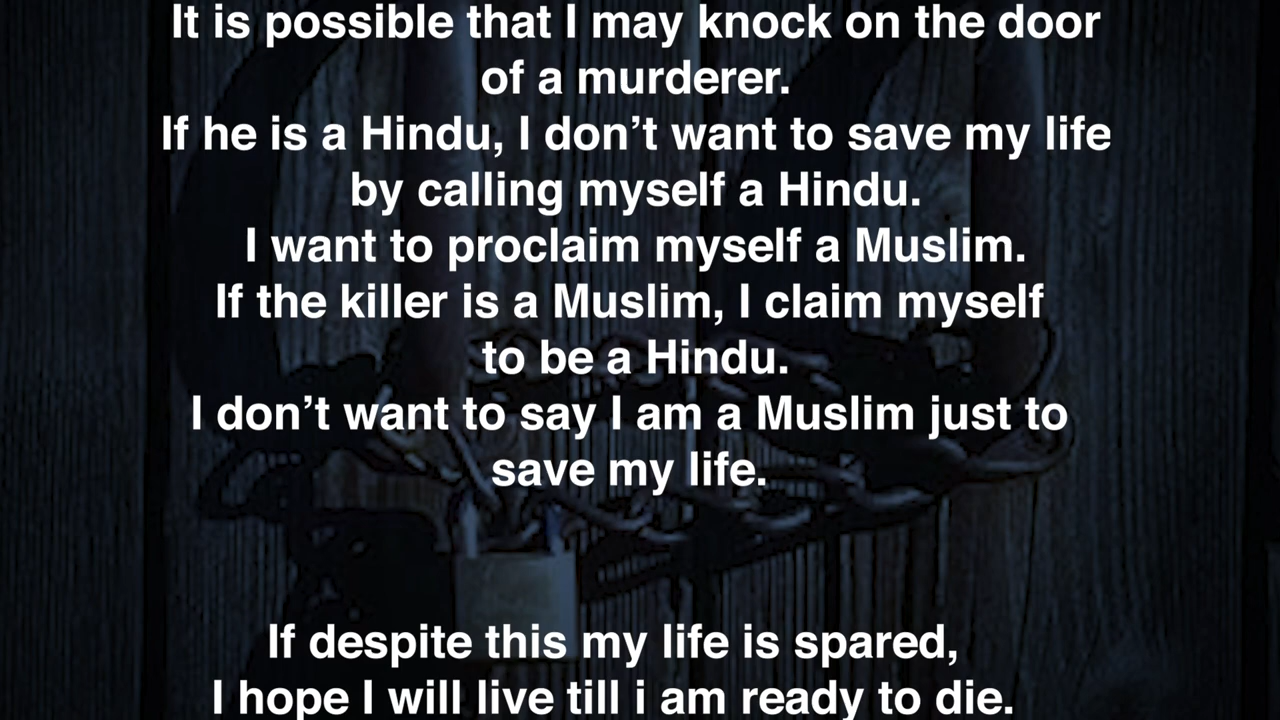 It is possible that I may knock on the door
of a murderer.
If he is a Hindu, I don’t want to save my life
by calling myself a Hindu.
I want to proclaim myself a Muslim.
If the killer is a Muslim, I claim myself
to be a Hindu.
I don’t want to say I am a Muslim just to
save my life.
If despite this my life is spared,
I hope I will live till i am ready to die.